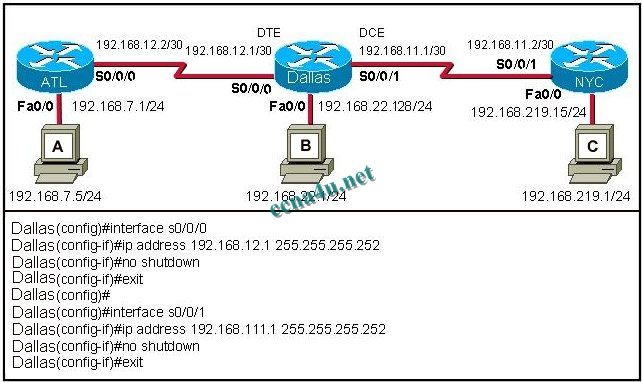 DTE DCE
192.168.12.2/30 192.168.12.1/30 192.168.11.1/30 192.168.11.2/30
ATL Dallas NYC
S0/0/0 S0/0/0 S0/0/1 S0/0/1
Fa0/0 192.168.7.1/24 Fa0/0 192.168.22.128/24 Fa0/0 192.168.219.15/24
A B C
192.168.7.5/24 192.168.219.1/24
ccna4u.net
Dallas(config)#interface s0/0/0
Dallas(config-if)#ip address 192.168.12.1 255.255.255.252
Dallas(config-if)#no shutdown
Dallas(config-if)#exit
Dallas(config)#
Dallas(config)#interface s0/0/1
Dallas(config-if)#ip address 192.168.111.1 255.255.255.252
Dallas(config-if)#no shutdown
Dallas(config-if)#exit